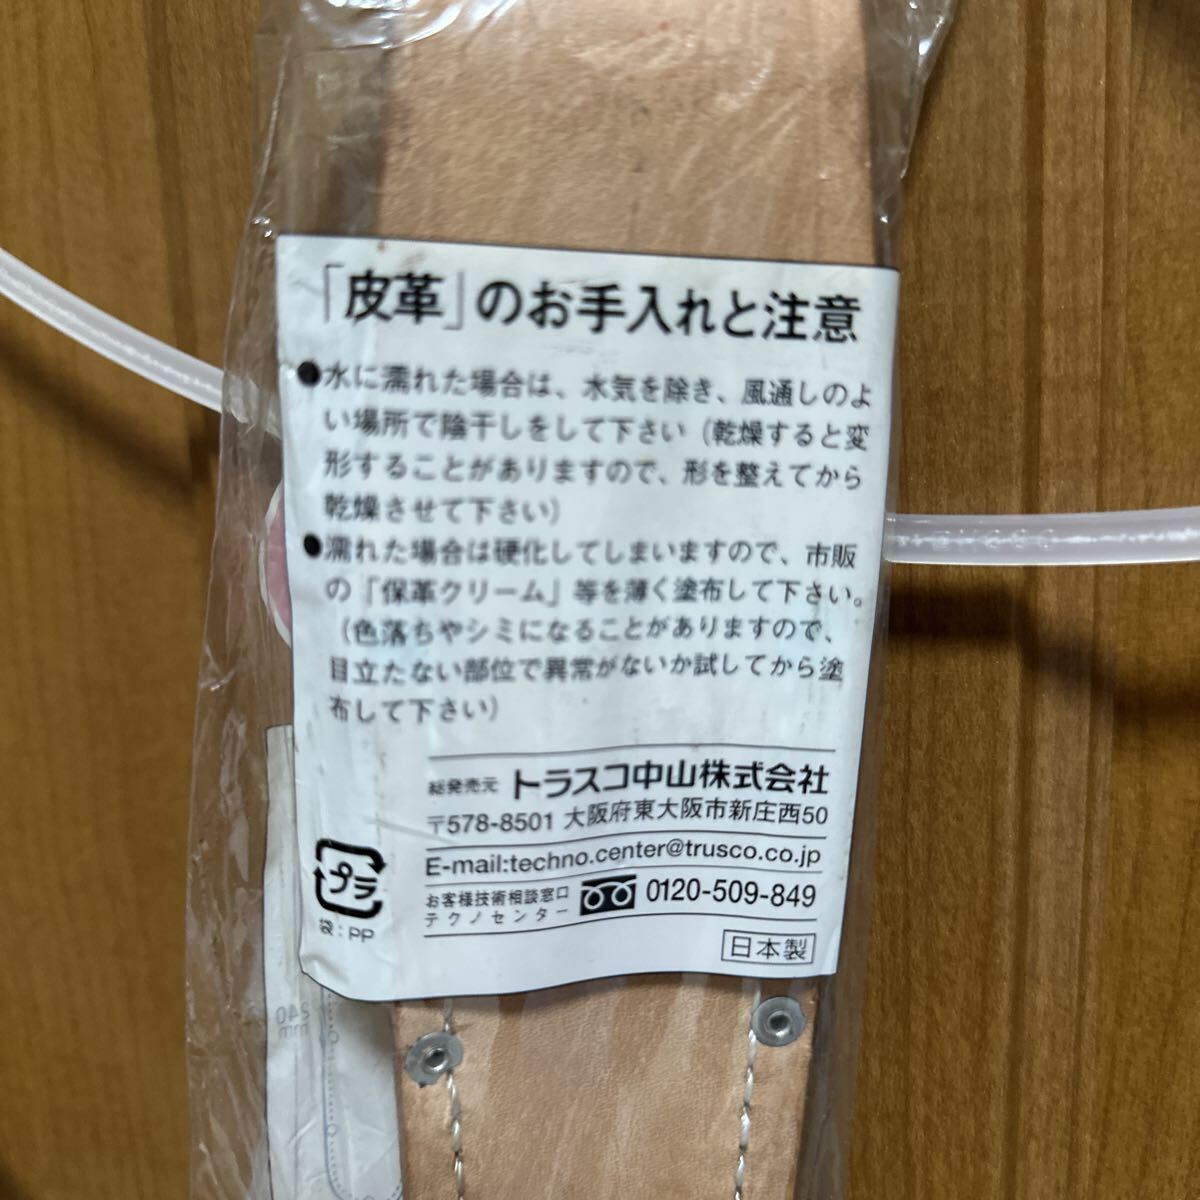 「皮革」のお手入れと注意
●水に濡れた場合は、水気を除き、風通しのよ
い場所で陰干しをして下さい（乾燥すると変
形することがありますので、形を整えてから
乾燥させて下さい）
●濡れた場合は硬化してしまいますので、市販
の「保革クリーム」等を薄く塗布して下さい。
（色落ちやシミになることがありますので、
目立たない部位で異常がないか試してから塗
布して下さい）
総発売元 トラスコ中山株式会社
〒578-8501 大阪府東大阪市新庄西50
E-mail:techno.center@trusco.co.jp
お客様技術相談窓口
テクノセンター 0120-509-849
プラ
袋：PP
日本製
240
mm